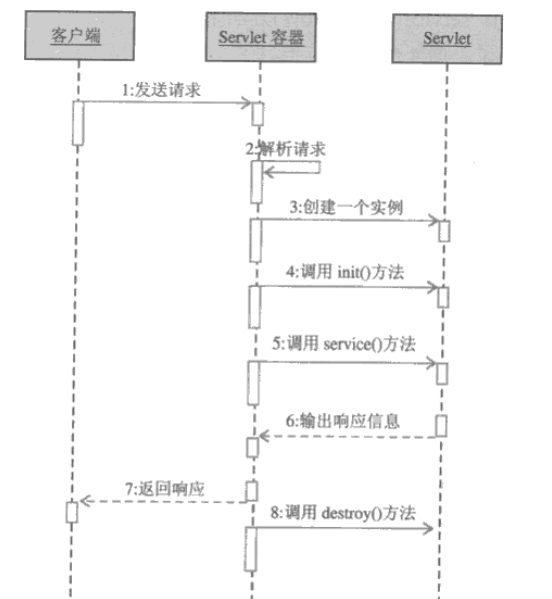 客户端
Servlet 容器
Servlet
1:发送请求
2:解析请求
3:创建一个实例
4:调用 init()方法
5:调用 service()方法
6:输出响应信息
7:返回响应
8:调用 destroy()方法